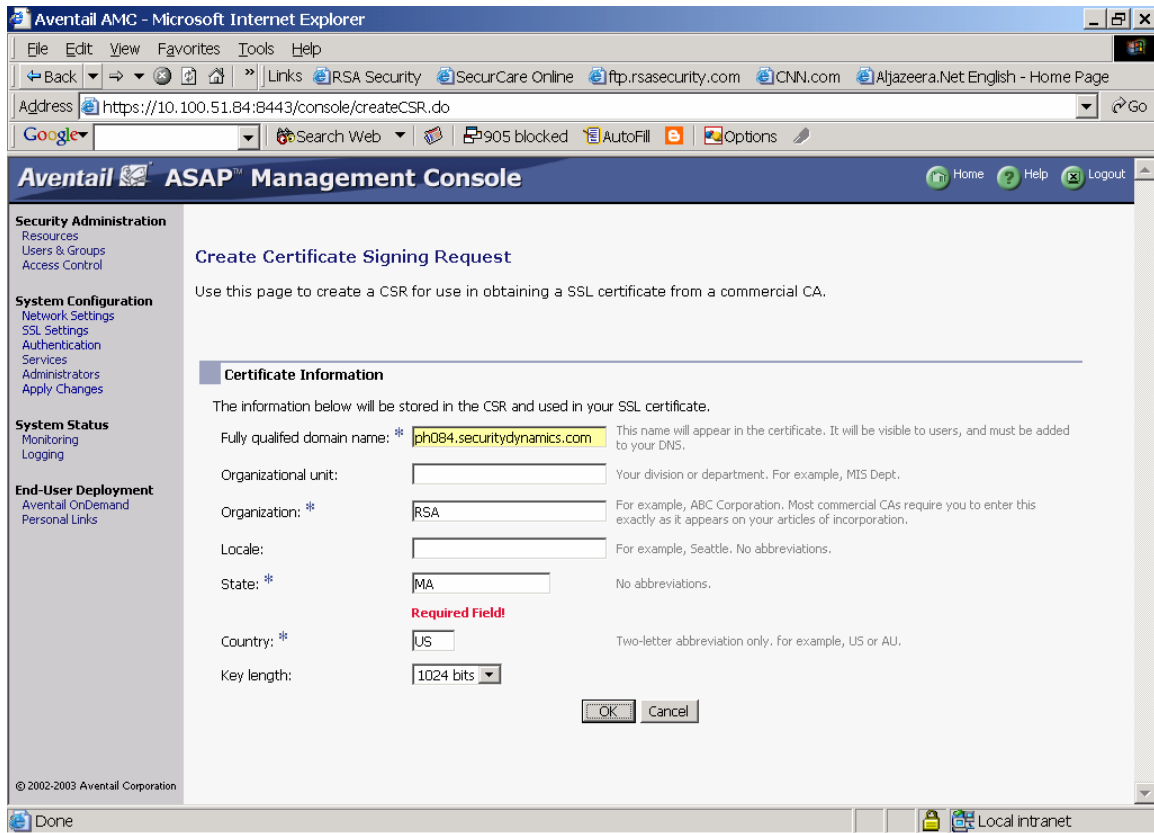 Aventail AMC - Microsoft Internet Explorer
File Edit View Favorites Tools Help
Back » Links RSA Security SecurCare Online ftp.rsasecurity.com CNN.com Aljazeera.Net English - Home Page
Address https://10.100.51.84:8443/console/createCSR.do Go
Google Search Web 905 blocked AutoFill Options
Aventail ASAP™ Management Console Home Help Logout
Security Administration
Resources
Users & Groups
Access Control
System Configuration
Network Settings
SSL Settings
Authentication
Services
Administrators
Apply Changes
System Status
Monitoring
Logging
End-User Deployment
Aventail OnDemand
Personal Links
© 2002-2003 Aventail Corporation
Create Certificate Signing Request
Use this page to create a CSR for use in obtaining a SSL certificate from a commercial CA.
Certificate Information
The information below will be stored in the CSR and used in your SSL certificate.
Fully qualifed domain name: * ph084.securitydynamics.com This name will appear in the certificate. It will be visible to users, and must be added
to your DNS.
Organizational unit: Your division or department. For example, MIS Dept.
Organization: * RSA For example, ABC Corporation. Most commercial CAs require you to enter this
exactly as it appears on your articles of incorporation.
Locale: For example, Seattle. No abbreviations.
State: * MA No abbreviations.
Required Field!
Country: * US Two-letter abbreviation only. for example, US or AU.
Key length: 1024 bits
OK Cancel
Done Local intranet